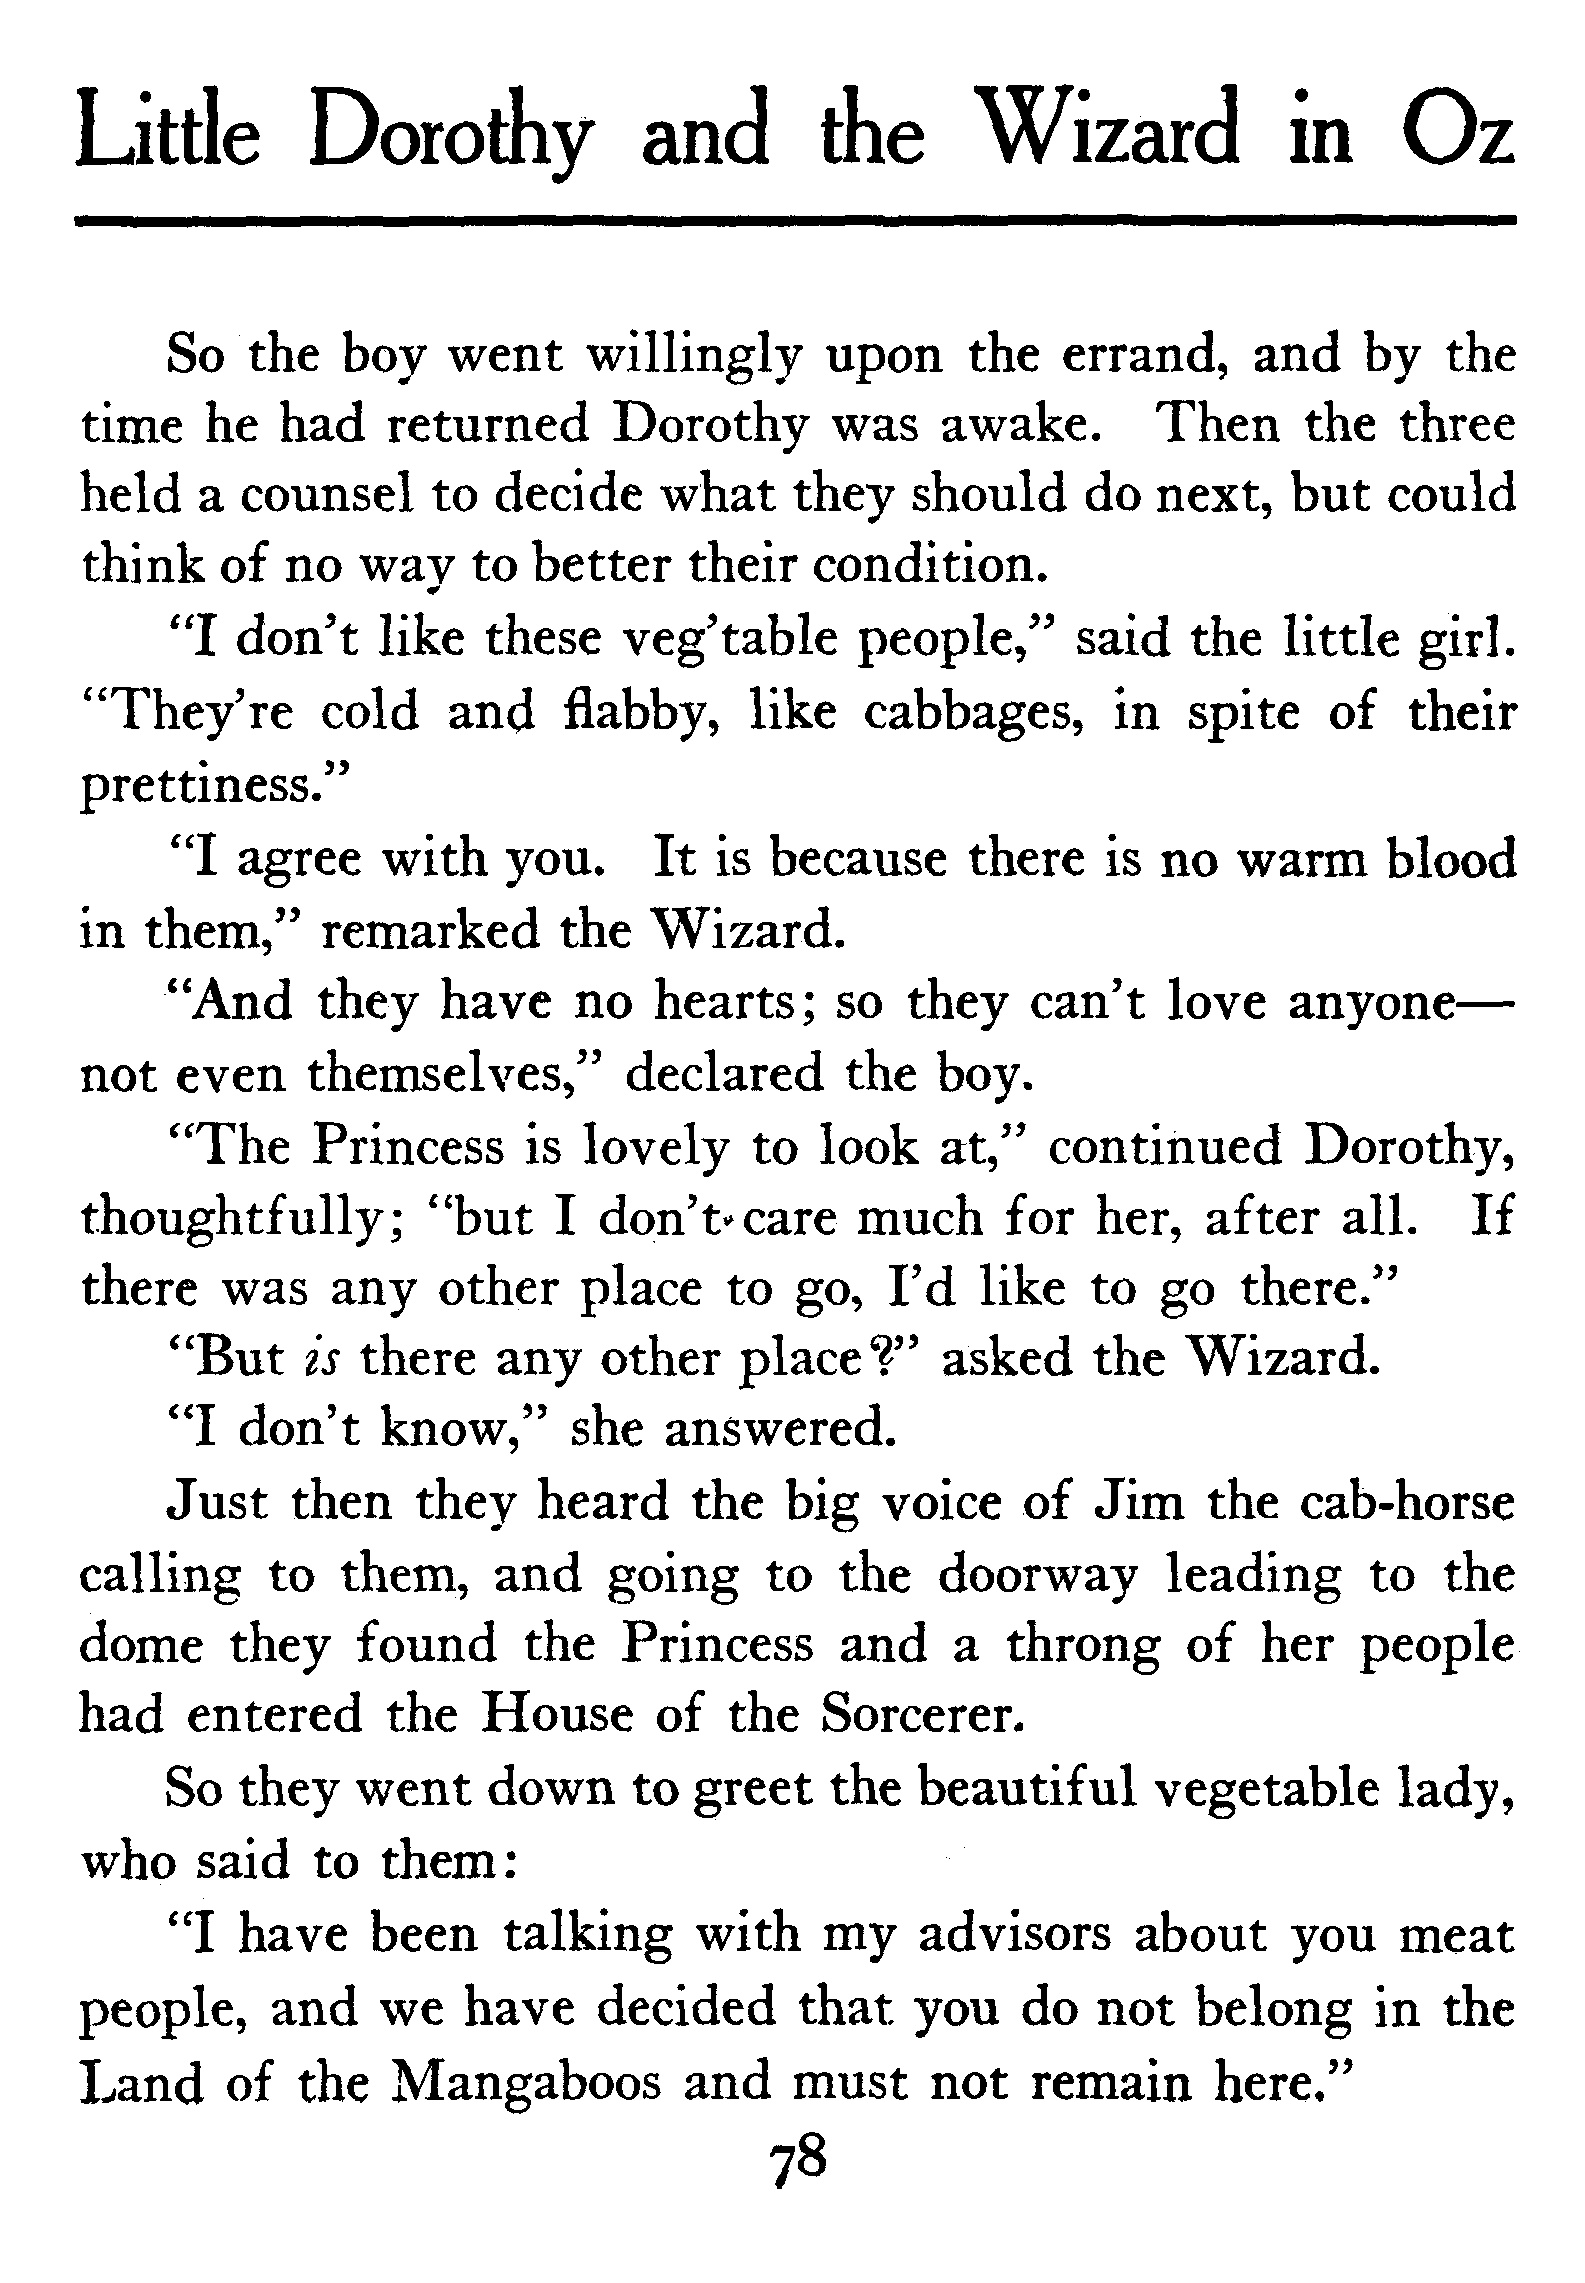 Little Dorothy and the Wizard in Oz
So the boy went willingly upon the errand, and by the
time he had returned Dorothy was awake. Then the three
held a counsel to decide what they should do next, but could
think of no way to better their condition.
“I don’t like these veg’table people,” said the little girl.
“They’re cold and flabby, like cabbages, in spite of their
prettiness.”
“I agree with you. It is because there is no warm blood
in them,” remarked the Wizard.
“And they have no hearts; so they can’t love anyone—
not even themselves,” declared the boy.
“The Princess is lovely to look at,” continued Dorothy,
thoughtfully; “but I don’t care much for her, after all. If
there was any other place to go, I’d like to go there.”
“But is there any other place?” asked the Wizard.
“I don’t know,” she answered.
Just then they heard the big voice of Jim the cab-horse
calling to them, and going to the doorway leading to the
dome they found the Princess and a throng of her people
had entered the House of the Sorcerer.
So they went down to greet the beautiful vegetable lady,
who said to them:
“I have been talking with my advisors about you meat
people, and we have decided that you do not belong in the
Land of the Mangaboos and must not remain here.”
78